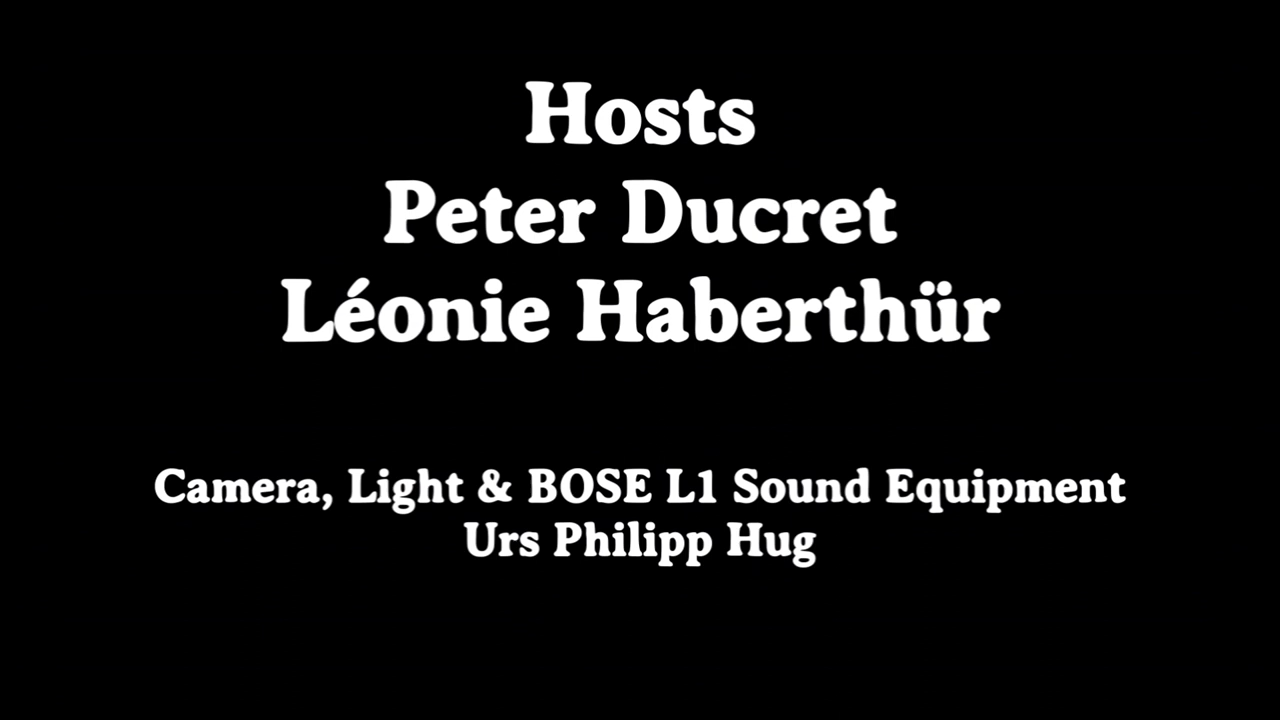 Hosts
Peter Ducret
Léonie Haberthür
Camera, Light & BOSE L1 Sound Equipment
Urs Philipp Hug